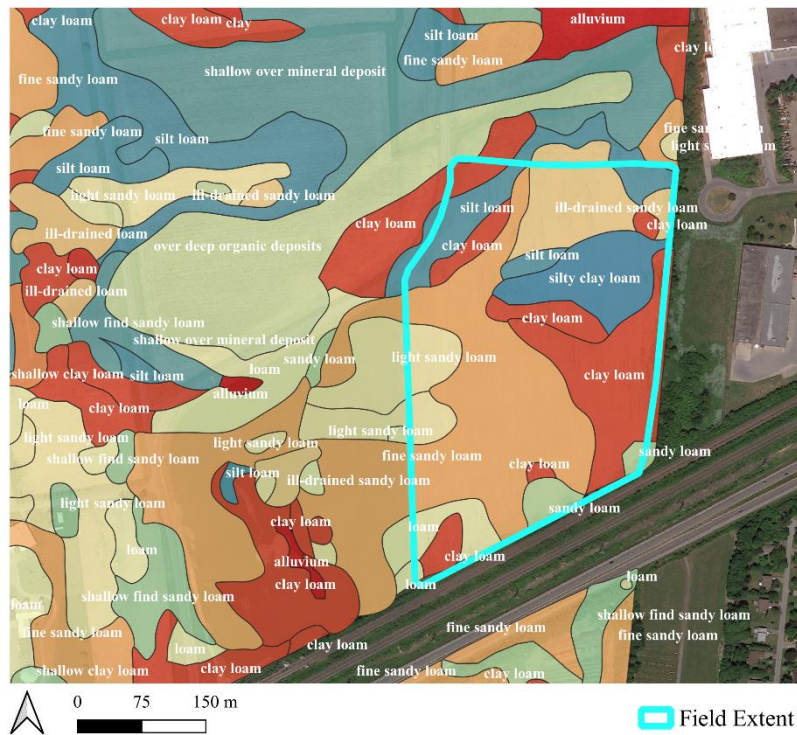 clay loam
clay loam
clay
alluvium
silt loam
clay loam
fine sandy loam
shallow over mineral deposit
fine sandy loam
fine sandy loam
silt loam
fine sandy loam
light sandy loam
silt loam
light sandy loam
ill-drained sandy loam
silt loam
ill-drained sandy loam
clay loam
clay loam
ill-drained loam
over deep organic deposits
clay loam
silt loam
clay loam
silty clay loam
ill-drained loam
shallow find sandy loam
clay loam
shallow over mineral deposit
sandy loam
light sandy loam
loam
shallow clay loam
silt loam
clay loam
alluvium
loam
clay loam
light sandy loam
light sandy loam
light sandy loam
shallow find sandy loam
fine sandy loam
sandy loam
silt loam
ill-drained sandy loam
clay loam
light sandy loam
sandy loam
clay loam
loam
loam
loam
alluvium
clay loam
clay loam
loam
loam
shallow find sandy loam
shallow find sandy loam
fine sandy loam
fine sandy loam
fine sandy loam
loam
clay loam
shallow clay loam
clay loam
fine sandy loam
clay loam
0 75 150 m
Field Extent